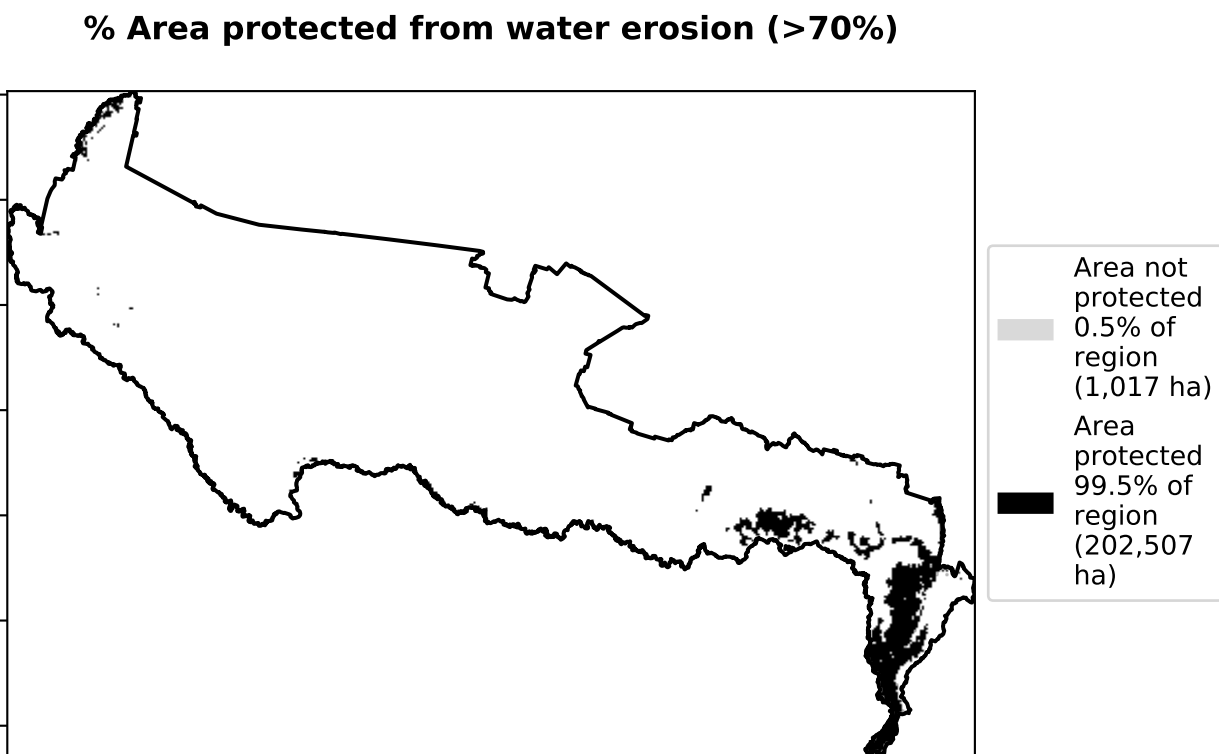 % Area protected from water erosion (>70%)
Area not
protected
0.5% of
region
(1,017 ha)
Area
protected
99.5% of
region
(202,507
ha)